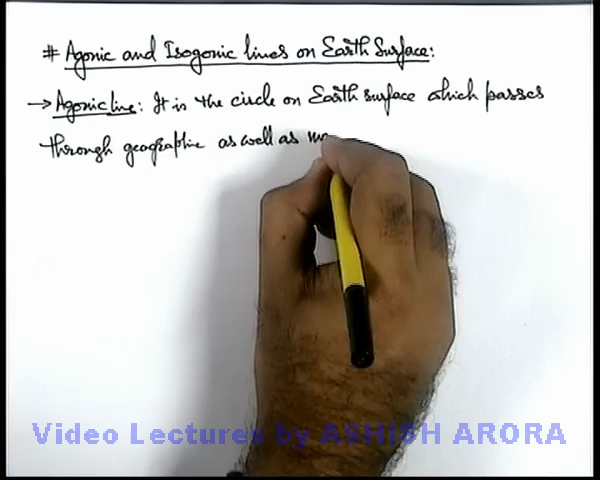 # Agonic and Isogonic lines on Earth Surface:
→ Agonic line: It is the circle on Earth surface which passes
through geographic as well as
Video Lectures by ASHISH ARORA